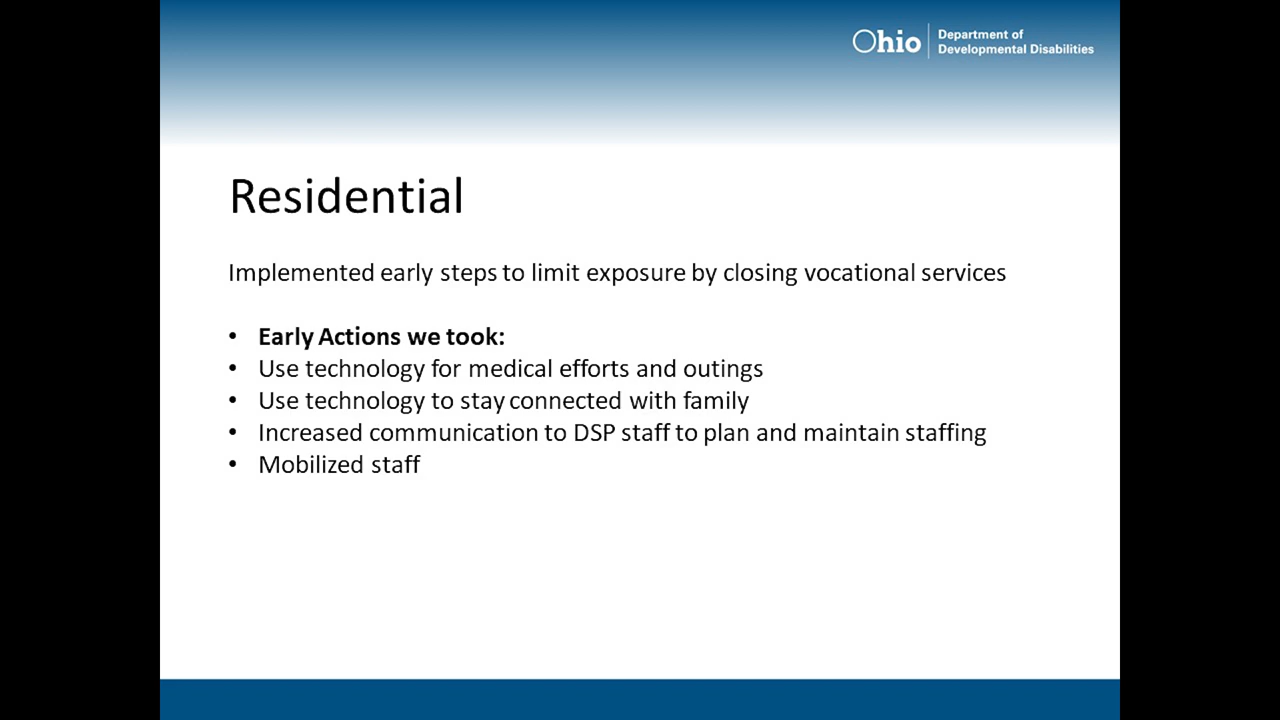 Ohio
Department of
Developmental Disabilities
Residential
Implemented early steps to limit exposure by closing vocational services
• Early Actions we took:
• Use technology for medical efforts and outings
• Use technology to stay connected with family
• Increased communication to DSP staff to plan and maintain staffing
• Mobilized staff